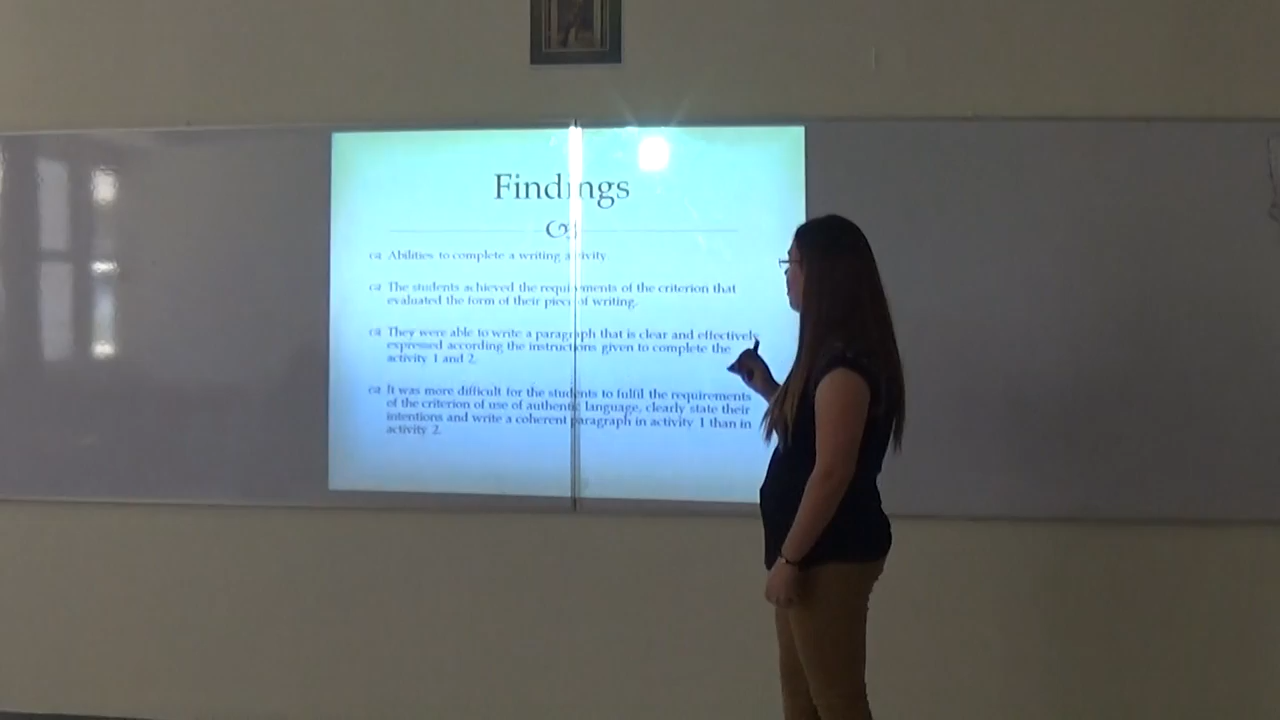 Findings
Abilities to complete a writing activity
The students achieved the requirements of the criterion that
evaluated the form of their piece of writing.
They were able to write a paragraph that is clear and effectively
expressed according the instructions given to complete the
activity 1 and 2.
It was more difficult for the students to fulfil the requirements
of the criterion of use of authentic language, clearly state their
intentions and write a coherent paragraph in activity 1 than in
activity 2.